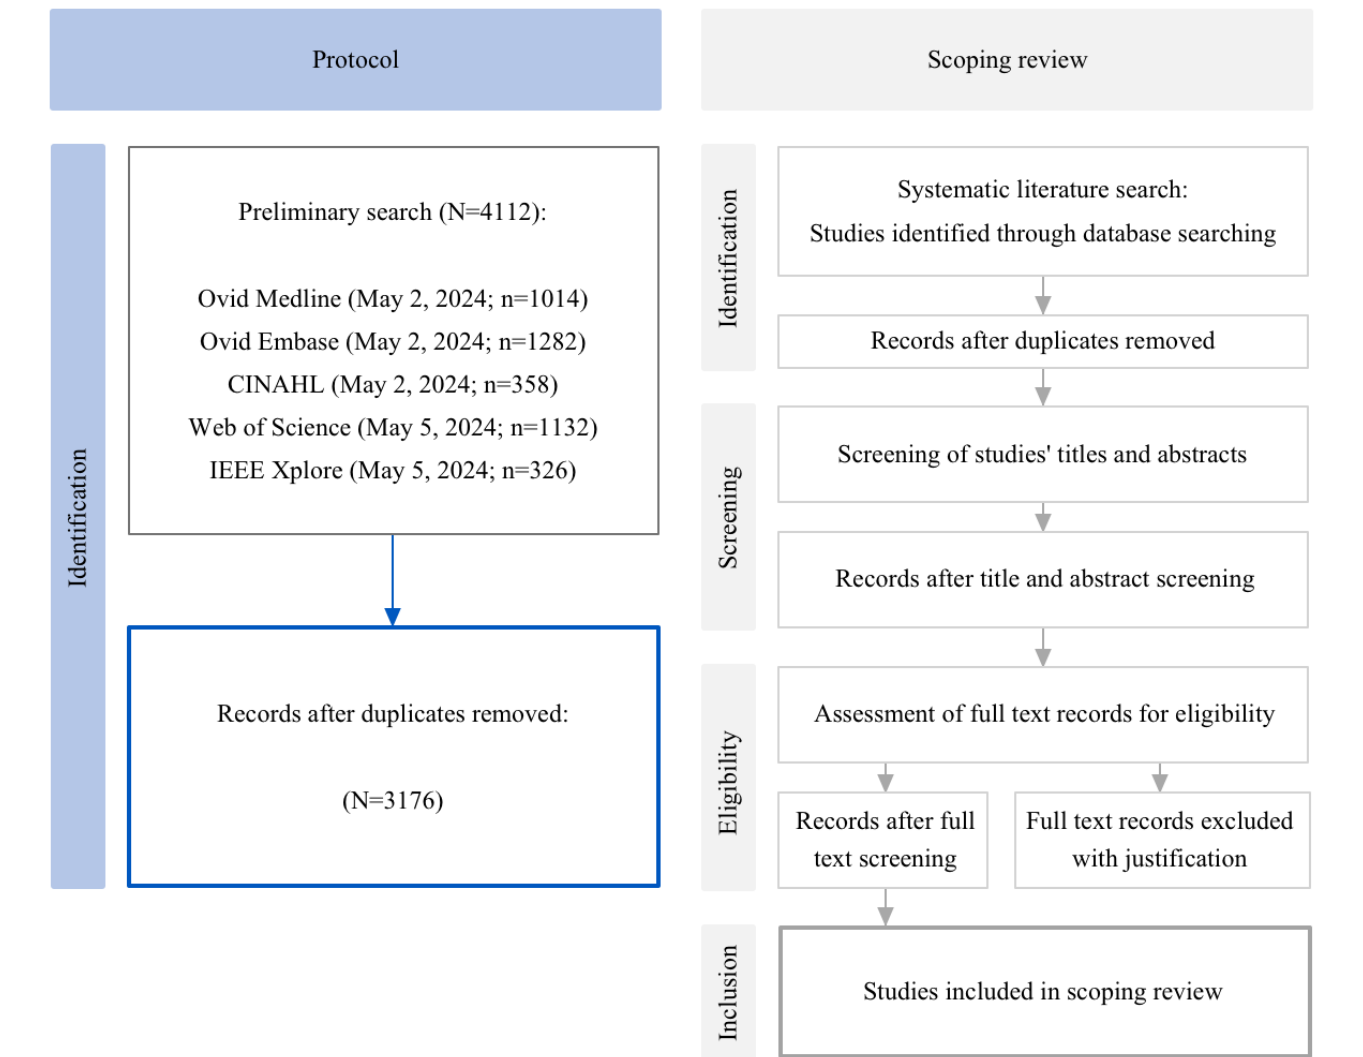 Protocol
Identification
Preliminary search (N=4112):
Ovid Medline (May 2, 2024; n=1014)
Ovid Embase (May 2, 2024; n=1282)
CINAHL (May 2, 2024; n=358)
Web of Science (May 5, 2024; n=1132)
IEEE Xplore (May 5, 2024; n=326)
Records after duplicates removed:
(N=3176)
Scoping review
Identification
Systematic literature search:
Studies identified through database searching
Records after duplicates removed
Screening
Screening of studies' titles and abstracts
Records after title and abstract screening
Eligibility
Assessment of full text records for eligibility
Records after full
text screening
Full text records excluded
with justification
Inclusion
Studies included in scoping review